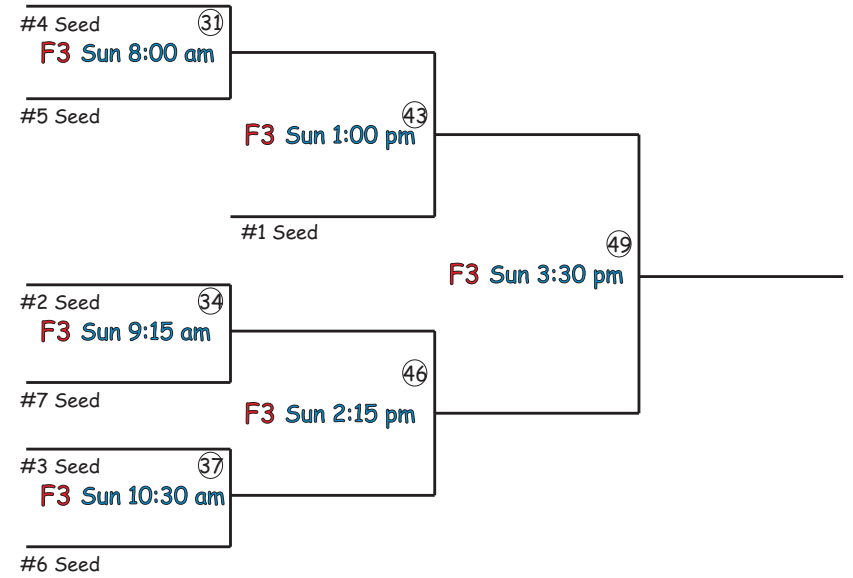 #4 Seed 31
F3 Sun 8:00 am
#5 Seed
43
F3 Sun 1:00 pm
#1 Seed
49
F3 Sun 3:30 pm
#2 Seed 34
F3 Sun 9:15 am
#7 Seed
46
F3 Sun 2:15 pm
#3 Seed 37
F3 Sun 10:30 am
#6 Seed